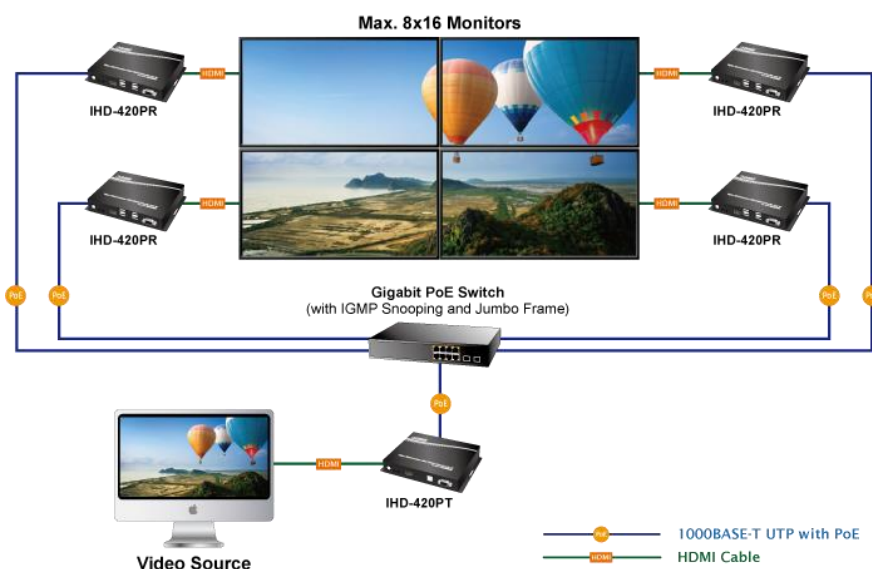 Max. 8x16 Monitors
HDMI
HDMI
IHD-420PR
IHD-420PR
HDMI
HDMI
IHD-420PR
IHD-420PR
PoE
PoE
PoE
PoE
Gigabit PoE Switch
(with IGMP Snooping and Jumbo Frame)
PoE
HDMI
IHD-420PT
Video Source
PoE
1000BASE-T UTP with PoE
HDMI
HDMI Cable